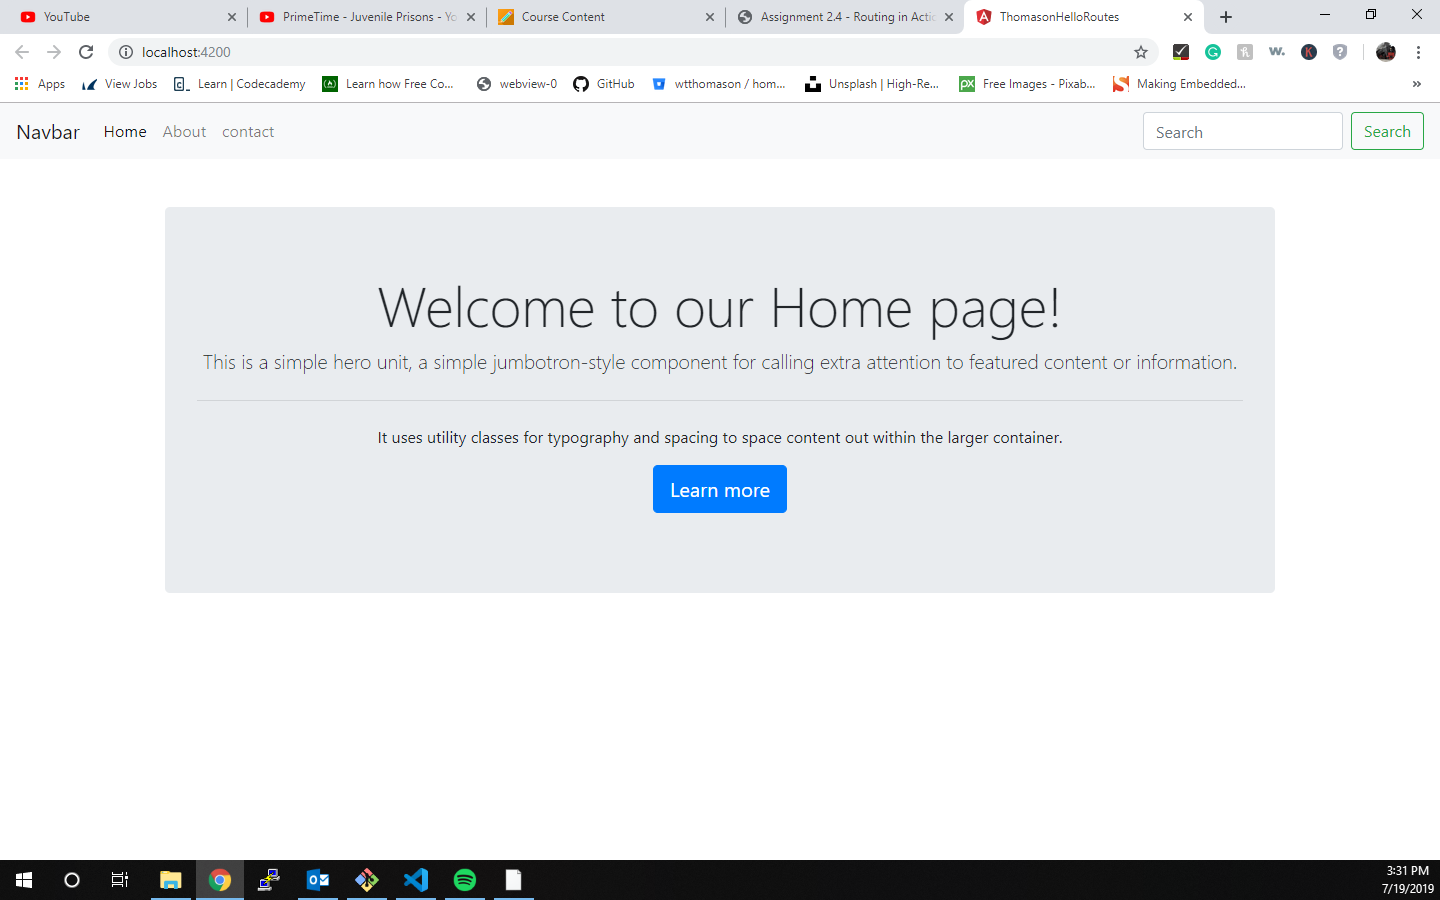 YouTube
PrimeTime - Juvenile Prisons - Yo
Course Content
Assignment 2.4 - Routing in Actio
ThomasonHelloRoutes
localhost:4200
Apps
View Jobs
Learn | Codecademy
Learn how Free Co...
webview-0
GitHub
wtthomason / hom...
Unsplash | High-Re...
Free Images - Pixab...
Making Embedded...
Navbar
Home
About
contact
Search
Search
Welcome to our Home page!
This is a simple hero unit, a simple jumbotron-style component for calling extra attention to featured content or information.
It uses utility classes for typography and spacing to space content out within the larger container.
Learn more
3:31 PM
7/19/2019